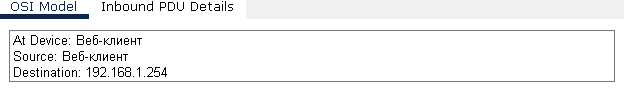 OSI Model Inbound PDU Details
At Device: Веб-клиент
Source: Веб-клиент
Destination: 192.168.1.254